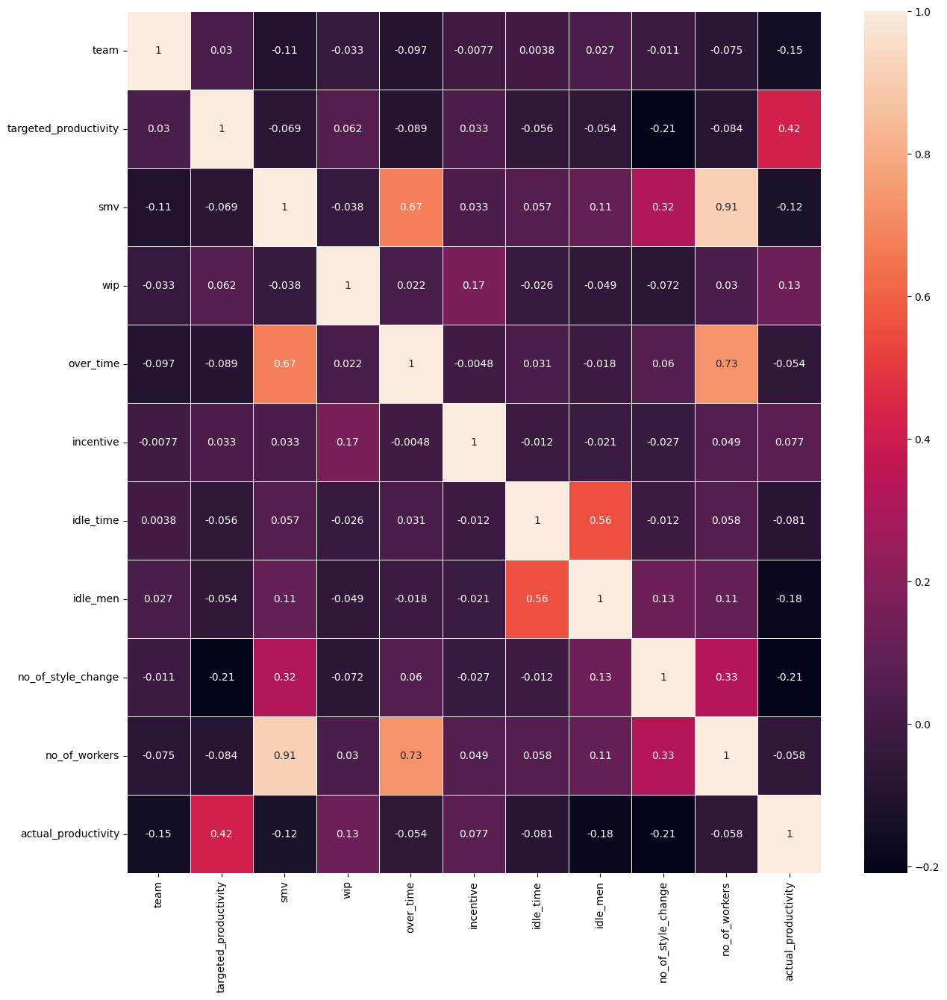 team 1 0.03 -0.11 -0.033 -0.097 -0.0077 0.0038 0.027 -0.011 -0.075 -0.15
targeted_productivity 0.03 1 -0.069 0.062 -0.089 0.033 -0.056 -0.054 -0.21 -0.084 0.42
smv -0.11 -0.069 1 -0.038 0.67 0.033 0.057 0.11 0.32 0.91 -0.12
wip -0.033 0.062 -0.038 1 0.022 0.17 -0.026 -0.049 -0.072 0.03 0.13
over_time -0.097 -0.089 0.67 0.022 1 -0.0048 0.031 -0.018 0.06 0.73 -0.054
incentive -0.0077 0.033 0.033 0.17 -0.0048 1 -0.012 -0.021 -0.027 0.049 0.077
idle_time 0.0038 -0.056 0.057 -0.026 0.031 -0.012 1 0.56 -0.012 0.058 -0.081
idle_men 0.027 -0.054 0.11 -0.049 -0.018 -0.021 0.56 1 0.13 0.11 -0.18
no_of_style_change -0.011 -0.21 0.32 -0.072 0.06 -0.027 -0.012 0.13 1 0.33 -0.21
no_of_workers -0.075 -0.084 0.91 0.03 0.73 0.049 0.058 0.11 0.33 1 -0.058
actual_productivity -0.15 0.42 -0.12 0.13 -0.054 0.077 -0.081 -0.18 -0.21 -0.058 1
team
targeted_productivity
smv
wip
over_time
incentive
idle_time
idle_men
no_of_style_change
no_of_workers
actual_productivity
1.0
0.8
0.6
0.4
0.2
0.0
−0.2